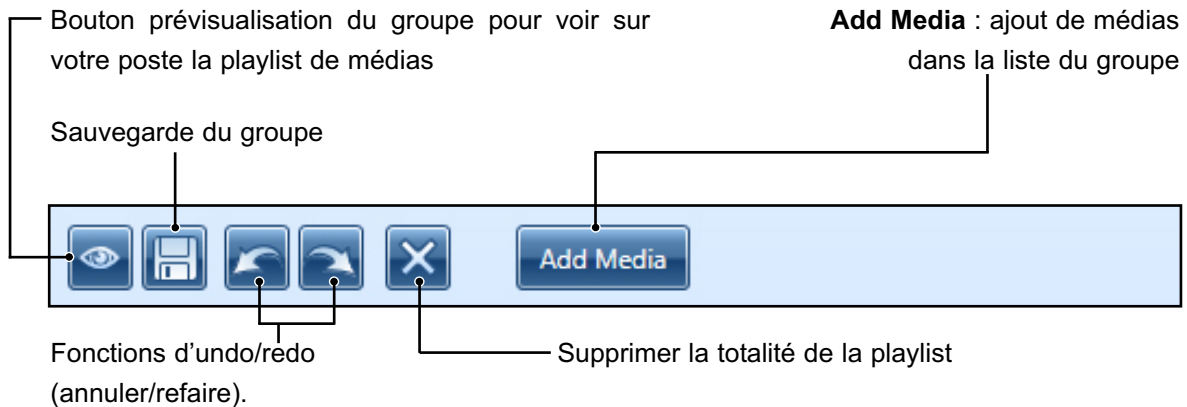 Bouton prévisualisation du groupe pour voir sur
votre poste la playlist de médias
Add Media : ajout de médias
dans la liste du groupe
Sauvegarde du groupe
Add Media
Fonctions d’undo/redo
(annuler/refaire).
Supprimer la totalité de la playlist